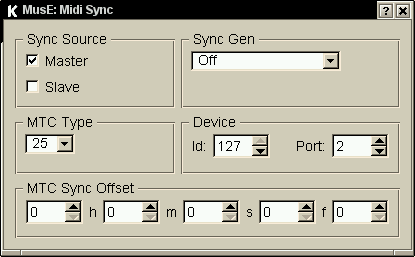 K MusE: Midi Sync ? X
Sync Source
Master
Slave
Sync Gen
Off
MTC Type
25
Device
Id: 127 Port: 2
MTC Sync Offset
0 h 0 m 0 s 0 f 0